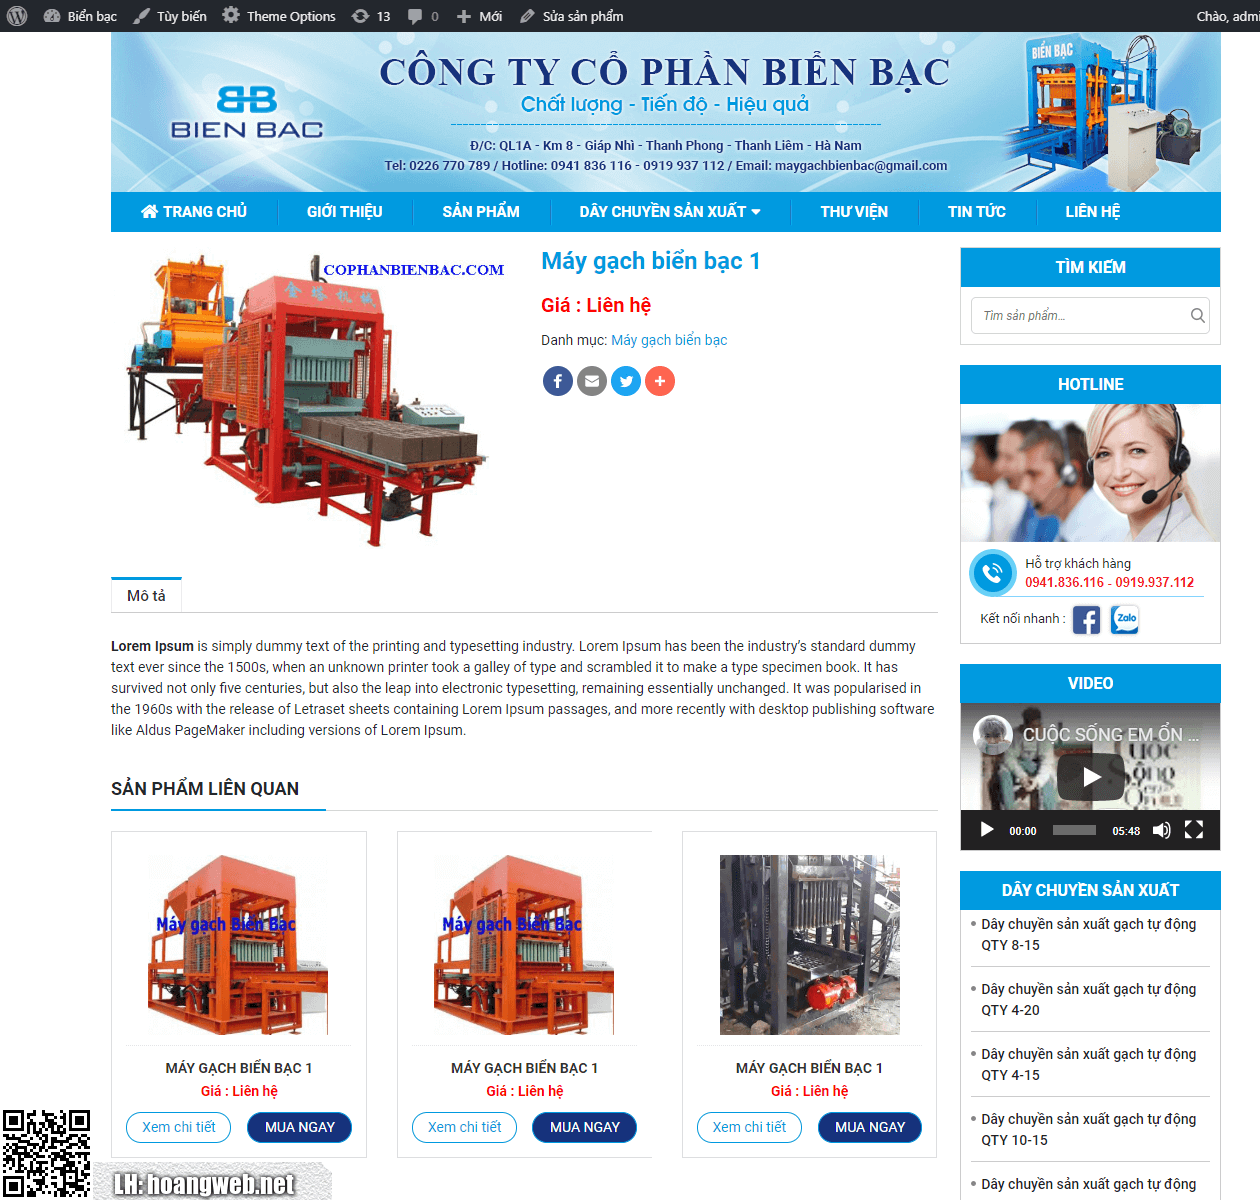 Biển bạc
Tùy biến
Theme Options
13
0
Mới
Sửa sản phẩm
Chào, admi
BIEN BAC
CÔNG TY CỔ PHẦN BIỂN BẠC
Chất lượng - Tiến độ - Hiệu quả
Đ/C: QL1A - Km 8 - Giáp Nhì - Thanh Phong - Thanh Liêm - Hà Nam
Tel: 0226 770 789 / Hotline: 0941 836 116 - 0919 937 112 / Email: maygachbienbac@gmail.com
BIỂN BẠC
TRANG CHỦ
GIỚI THIỆU
SẢN PHẨM
DÂY CHUYỀN SẢN XUẤT
THƯ VIỆN
TIN TỨC
LIÊN HỆ
COPHANBIENBAC.COM
金塔机械
Máy gạch biển bạc 1
Giá : Liên hệ
Danh mục: Máy gạch biển bạc
Mô tả
Lorem Ipsum is simply dummy text of the printing and typesetting industry. Lorem Ipsum has been the industry’s standard dummy
text ever since the 1500s, when an unknown printer took a galley of type and scrambled it to make a type specimen book. It has
survived not only five centuries, but also the leap into electronic typesetting, remaining essentially unchanged. It was popularised in
the 1960s with the release of Letraset sheets containing Lorem Ipsum passages, and more recently with desktop publishing software
like Aldus PageMaker including versions of Lorem Ipsum.
SẢN PHẨM LIÊN QUAN
Máy gạch Biển Bạc
MÁY GẠCH BIỂN BẠC 1
Giá : Liên hệ
Xem chi tiết
MUA NGAY
Máy gạch Biển Bạc
MÁY GẠCH BIỂN BẠC 1
Giá : Liên hệ
Xem chi tiết
MUA NGAY
MÁY GẠCH BIỂN BẠC 1
Giá : Liên hệ
Xem chi tiết
MUA NGAY
TÌM KIẾM
Tìm sản phẩm...
HOTLINE
Hỗ trợ khách hàng
0941.836.116 - 0919.937.112
Kết nối nhanh :
Zalo
VIDEO
CUỘC SỐNG EM ỔN ...
Cuộc
Sống
em
Ổn
00:00
05:48
DÂY CHUYỀN SẢN XUẤT
Dây chuyền sản xuất gạch tự động
QTY 8-15
Dây chuyền sản xuất gạch tự động
QTY 4-20
Dây chuyền sản xuất gạch tự động
QTY 4-15
Dây chuyền sản xuất gạch tự động
QTY 10-15
Dây chuyền sản xuất gạch tự động
LH: hoangweb.net